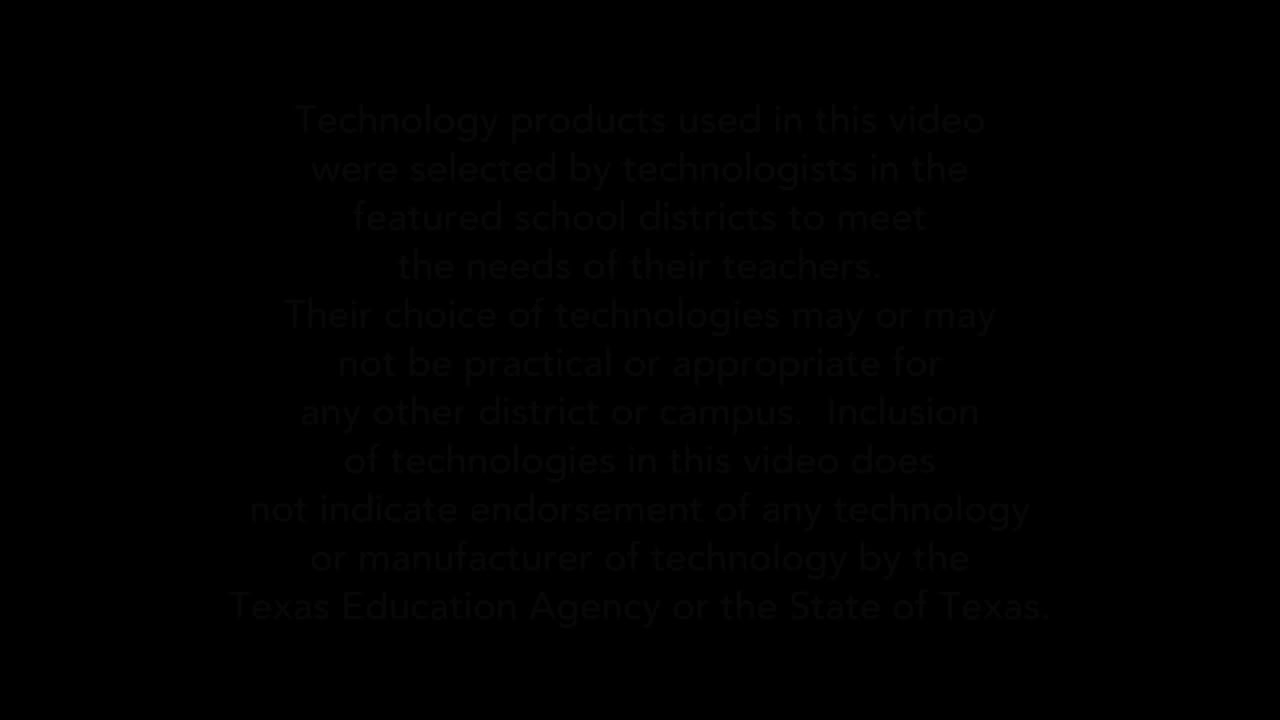 Technology products used in this video
were selected by technologists in the
featured school districts to meet
the needs of their teachers.
Their choice of technologies may or may
not be practical or appropriate for
any other district or campus.  Inclusion
of technologies in this video does
not indicate endorsement of any technology
or manufacturer of technology by the
Texas Education Agency or the State of Texas.